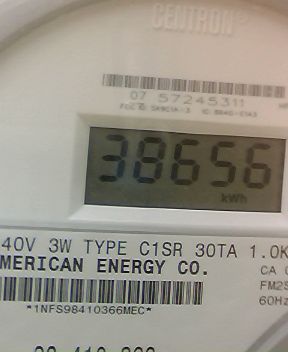 CENTRON®
07 57245311
38656
kWh
40V 3W TYPE C1SR 30TA 1.0K
MERICAN ENERGY CO.
CA
FM2S
60Hz
*1NFS98410366MEC*